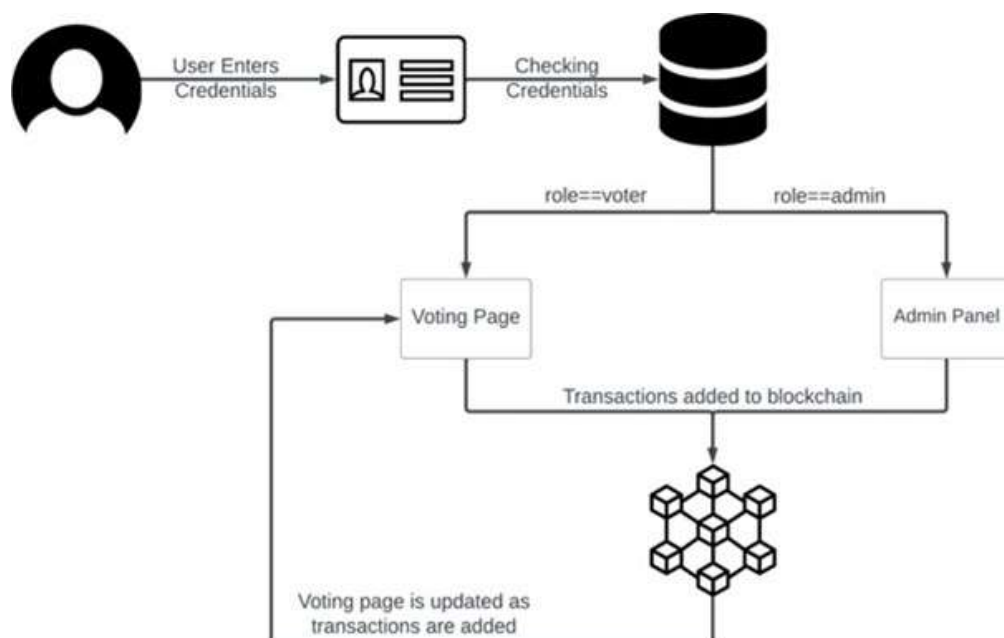 User Enters
Credentials
Checking
Credentials
role==voter
role==admin
Voting Page
Admin Panel
Transactions added to blockchain
Voting page is updated as
transactions are added